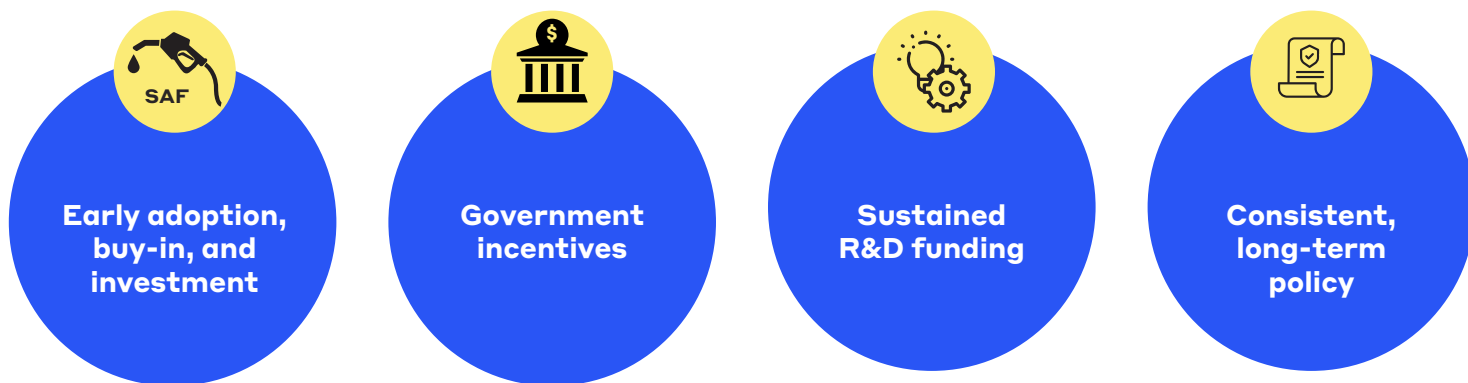 SAF
Early adoption,
buy-in, and
investment
$
Government
incentives
Sustained
R&D funding
Consistent,
long-term
policy